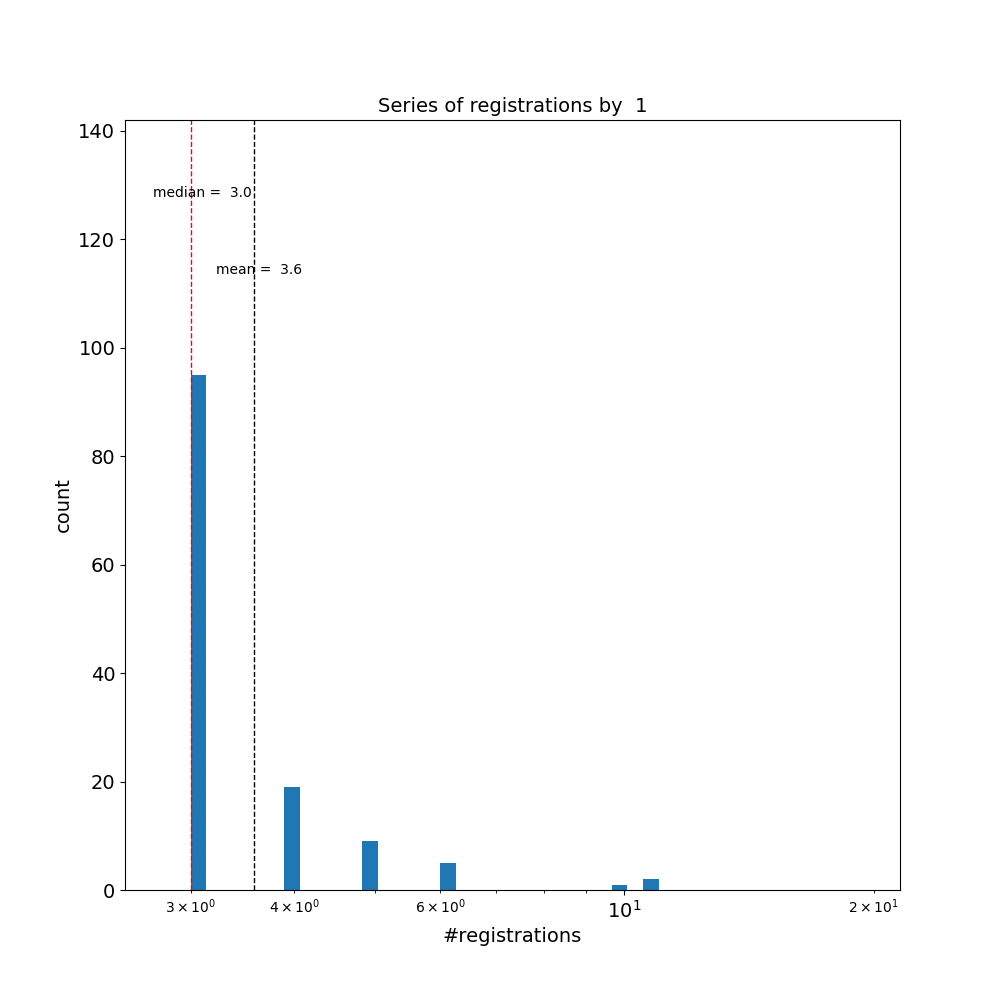 Series of registrations by  1
140
120
100
80
60
40
20
0
median =  3.0
mean =  3.6
count
3 × 10⁰
4 × 10⁰
6 × 10⁰
10¹
2 × 10¹
#registrations